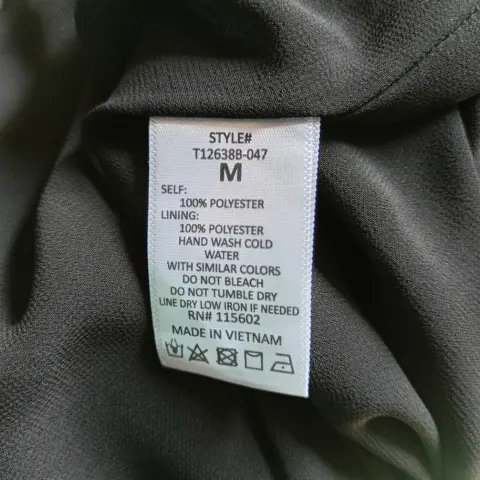 STYLE#
T12638B-047
M
SELF:
100% POLYESTER
LINING:
100% POLYESTER
HAND WASH COLD
WATER
WITH SIMILAR COLORS
DO NOT BLEACH
DO NOT TUMBLE DRY
LINE DRY LOW IRON IF NEEDED
RN# 115602
MADE IN VIETNAM